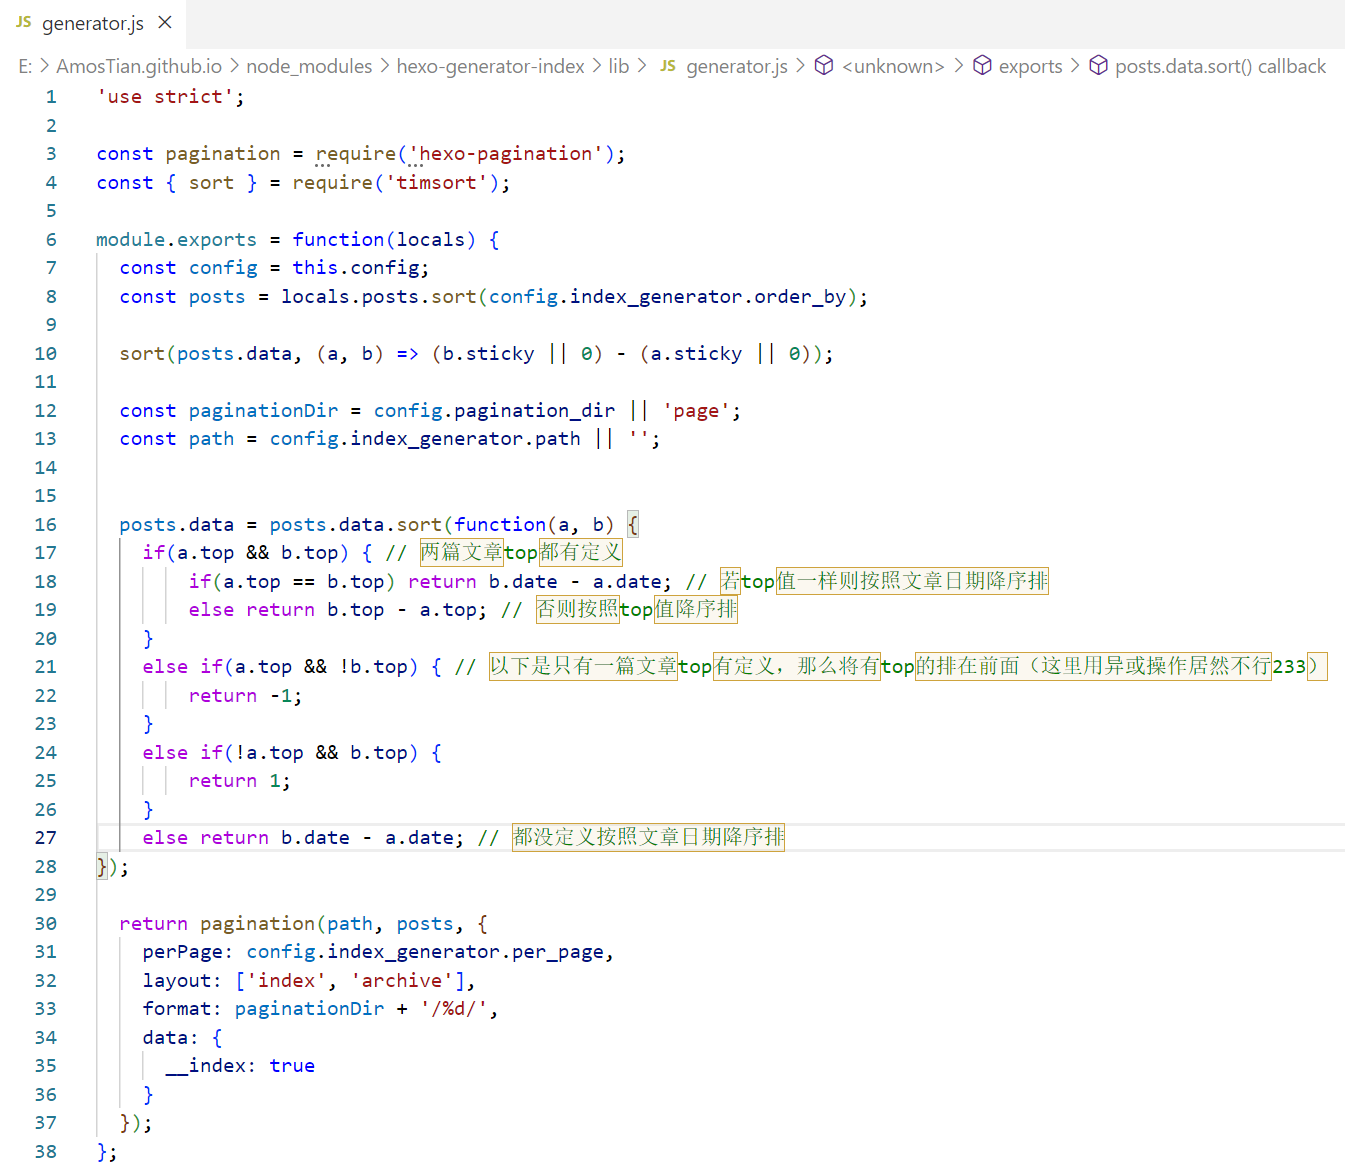 JS generator.js ×
E: > AmosTian.github.io > node_modules > hexo-generator-index > lib > JS generator.js > <unknown> > exports > posts.data.sort() callback
1 'use strict';
2
3 const pagination = require('hexo-pagination');
4 const { sort } = require('timsort');
5
6 module.exports = function(locals) {
7   const config = this.config;
8   const posts = locals.posts.sort(config.index_generator.order_by);
9
10   sort(posts.data, (a, b) => (b.sticky || 0) - (a.sticky || 0));
11
12   const paginationDir = config.pagination_dir || 'page';
13   const path = config.index_generator.path || '';
14
15
16   posts.data = posts.data.sort(function(a, b) {
17     if(a.top && b.top) { // 两篇文章top都有定义
18         if(a.top == b.top) return b.date - a.date; // 若top值一样则按照文章日期降序排
19         else return b.top - a.top; // 否则按照top值降序排
20     }
21     else if(a.top && !b.top) { // 以下是只有一篇文章top有定义，那么将有top的排在前面（这里用异或操作居然不行233）
22         return -1;
23     }
24     else if(!a.top && b.top) {
25         return 1;
26     }
27     else return b.date - a.date; // 都没定义按照文章日期降序排
28 });
29
30   return pagination(path, posts, {
31     perPage: config.index_generator.per_page,
32     layout: ['index', 'archive'],
33     format: paginationDir + '/%d/',
34     data: {
35       __index: true
36     }
37   });
38 };